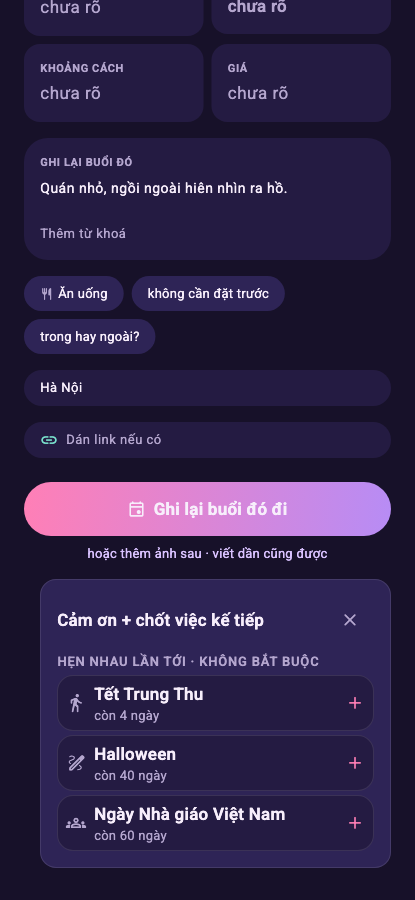 chưa rõ
chưa rõ
KHOẢNG CÁCH
chưa rõ
GIÁ
chưa rõ
GHI LẠI BUỔI ĐÓ
Quán nhỏ, ngồi ngoài hiên nhìn ra hồ.
Thêm từ khoá
Ăn uống
không cần đặt trước
trong hay ngoài?
Hà Nội
Dán link nếu có
Ghi lại buổi đó đi
hoặc thêm ảnh sau · viết dần cũng được
Cảm ơn + chốt việc kế tiếp
HẸN NHAU LẦN TỚI · KHÔNG BẮT BUỘC
Tết Trung Thu
còn 4 ngày
Halloween
còn 40 ngày
Ngày Nhà giáo Việt Nam
còn 60 ngày